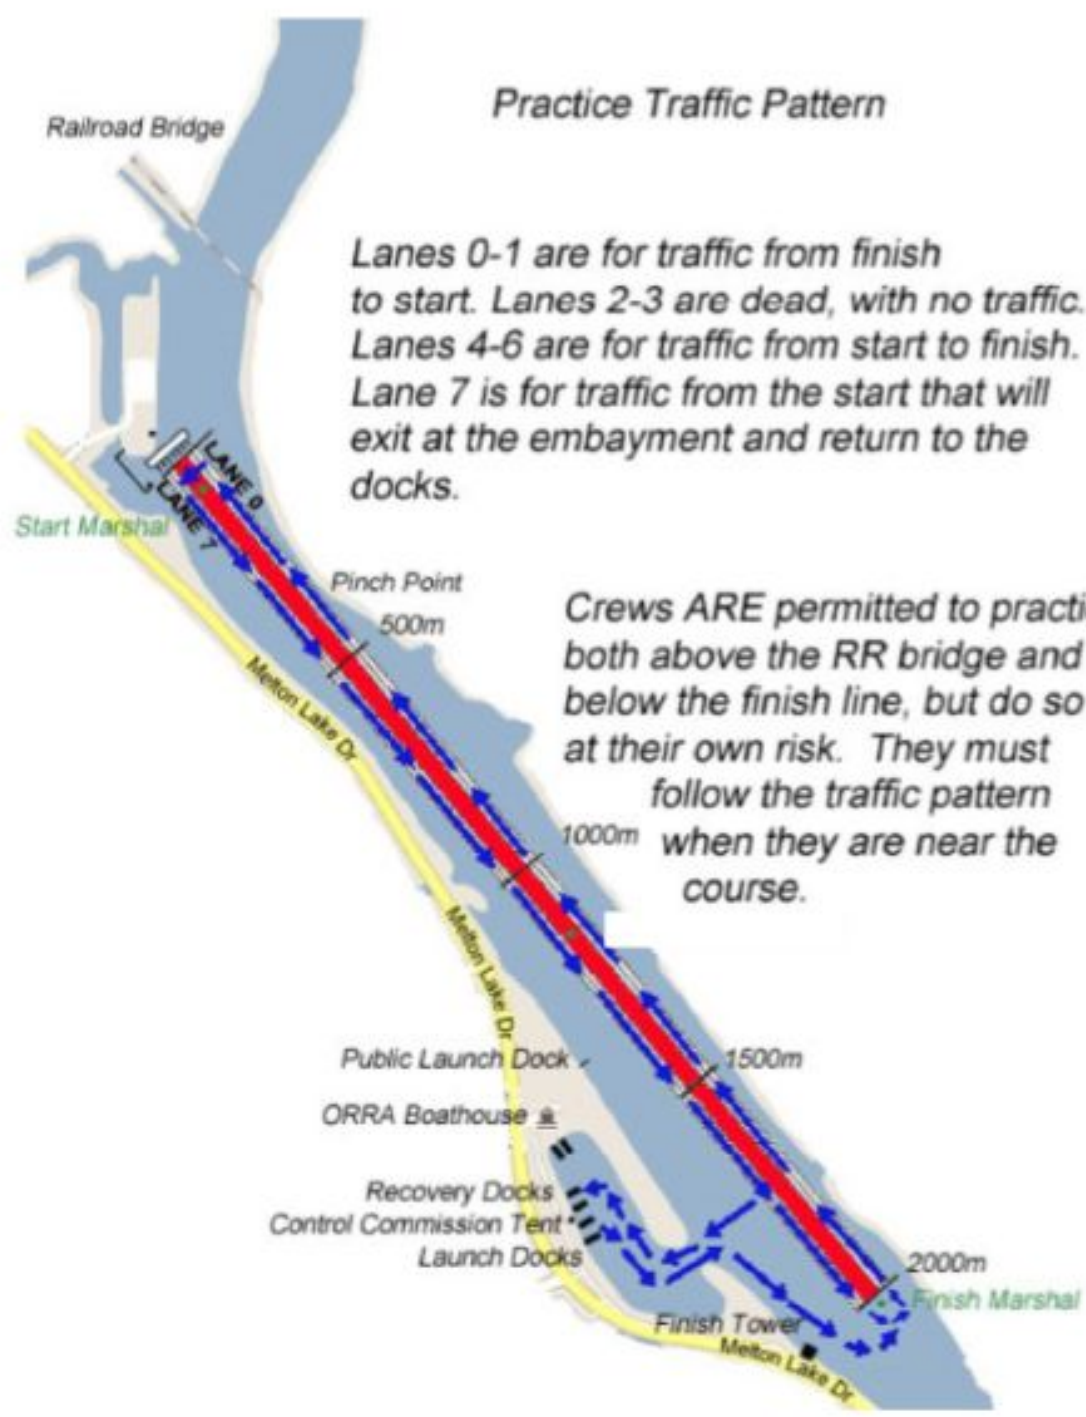 Practice Traffic Pattern
Railroad Bridge
Lanes 0-1 are for traffic from finish
to start. Lanes 2-3 are dead, with no traffic.
Lanes 4-6 are for traffic from start to finish.
Lane 7 is for traffic from the start that will
exit at the embayment and return to the
docks.
LANE 0
LANE 7
Start Marshal
Pinch Point
500m
Crews ARE permitted to practi
both above the RR bridge and
below the finish line, but do so
at their own risk. They must
follow the traffic pattern
when they are near the
course.
Melton Lake Dr
1000m
Melton Lake Dr
Public Launch Dock
1500m
ORRA Boathouse
Recovery Docks
Control Commission Tent
Launch Docks
2000m
Finish Marshal
Finish Tower
Melton Lake Dr